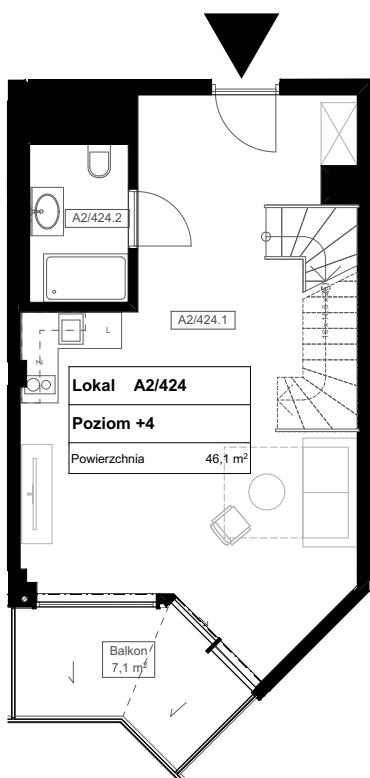 A2/424.2
A2/424.1
L
Lokal A2/424
Poziom +4
Powierzchnia 46,1 m²
Balkon
7,1 m²